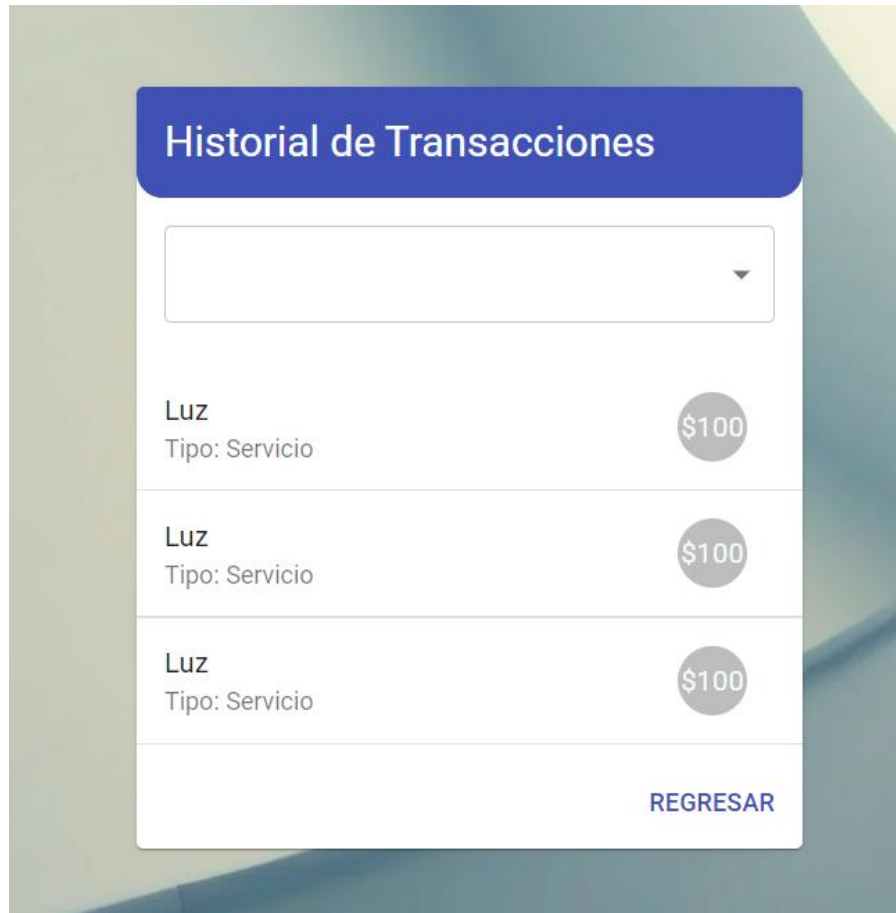 Historial de Transacciones
Luz
$100
Tipo: Servicio
Luz
$100
Tipo: Servicio
Luz
$100
Tipo: Servicio
REGRESAR